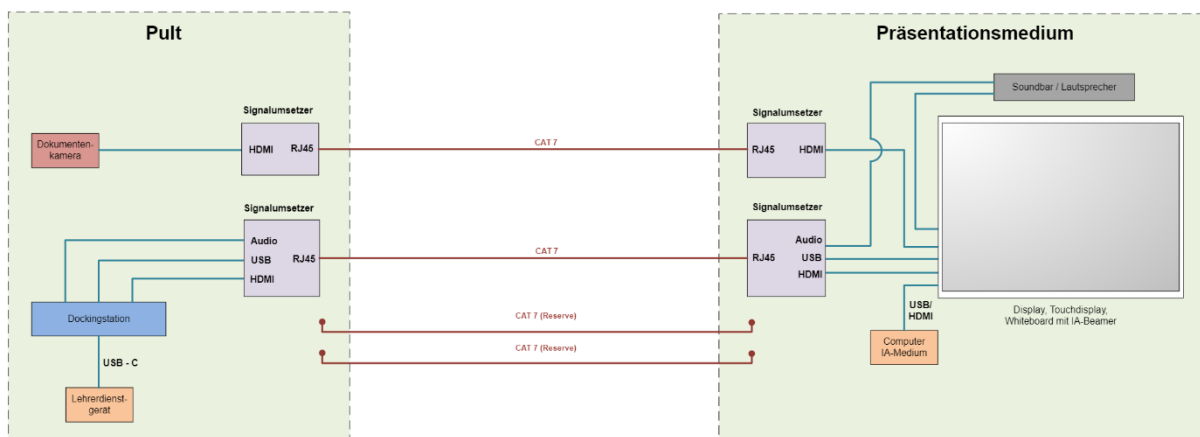 Pult
Präsentationsmedium
Soundbar / Lautsprecher
Signalumsetzer
Signalumsetzer
Dokumenten-
kamera
HDMI
RJ45
CAT 7
RJ45
HDMI
Signalumsetzer
Signalumsetzer
Audio
USB
HDMI
RJ45
CAT 7
RJ45
Audio
USB
HDMI
Dockingstation
CAT 7 (Reserve)
CAT 7 (Reserve)
USB/
HDMI
Display, Touchdisplay,
Whiteboard mit IA-Beamer
Computer
IA-Medium
USB - C
Lehrerdienst-
gerät